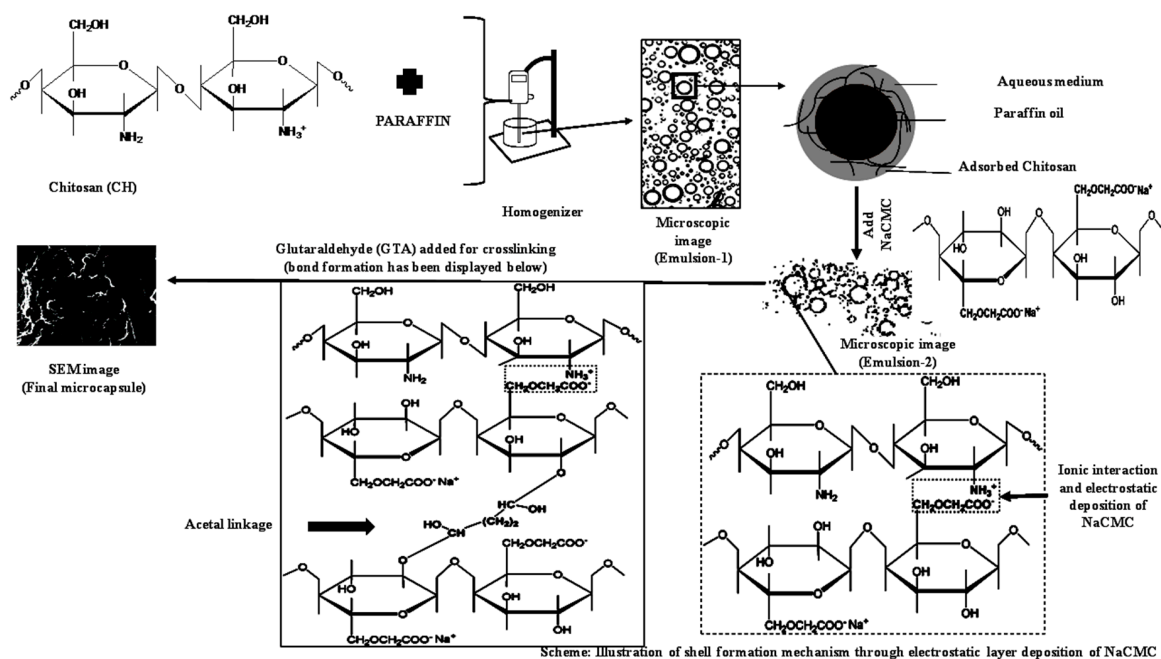 CH₂OH
CH₂OH
O
O
O
O
O
OH
OH
NH₂
NH₃⁺
Chitosan (CH)
PARAFFIN
Homogenizer
Microscopic
image
(Emulsion-1)
Aqueous medium
Paraffin oil
Adsorbed Chitosan
Add
NaCMC
CH₂OCH₂COO⁻Na⁺
OH
O
O
O
O
HO
OH
O
CH₂OCH₂COO⁻Na⁺
OH
Microscopic image
(Emulsion-2)
Glutaraldehyde (GTA) added for crosslinking
(bond formation has been displayed below)
SEM image
(Final microcapsule)
CH₂OH
CH₂OH
O
O
O
O
O
OH
OH
NH₂
NH₃⁺
CH₂OCH₂COO⁻
OH
O
O
O
O
HO
OH
O
O
CH₂OCH₂COO⁻Na⁺
HC
OH
(CH₂)₂
HO
CH
Acetal linkage
CH₂OCH₂COO⁻
O
O
O
O
O
HO
OH
O
OH
CH₂OCH₂COO⁻Na⁺
CH₂OH
CH₂OH
O
O
O
O
O
OH
OH
NH₂
NH₃⁺
CH₂OCH₂COO⁻
Ionic interaction
and electrostatic
deposition of
NaCMC
OH
O
O
O
O
HO
OH
O
OH
CH₂OCH₂COO⁻Na⁺
Scheme: Illustration of shell formation mechanism through electrostatic layer deposition of NaCMC